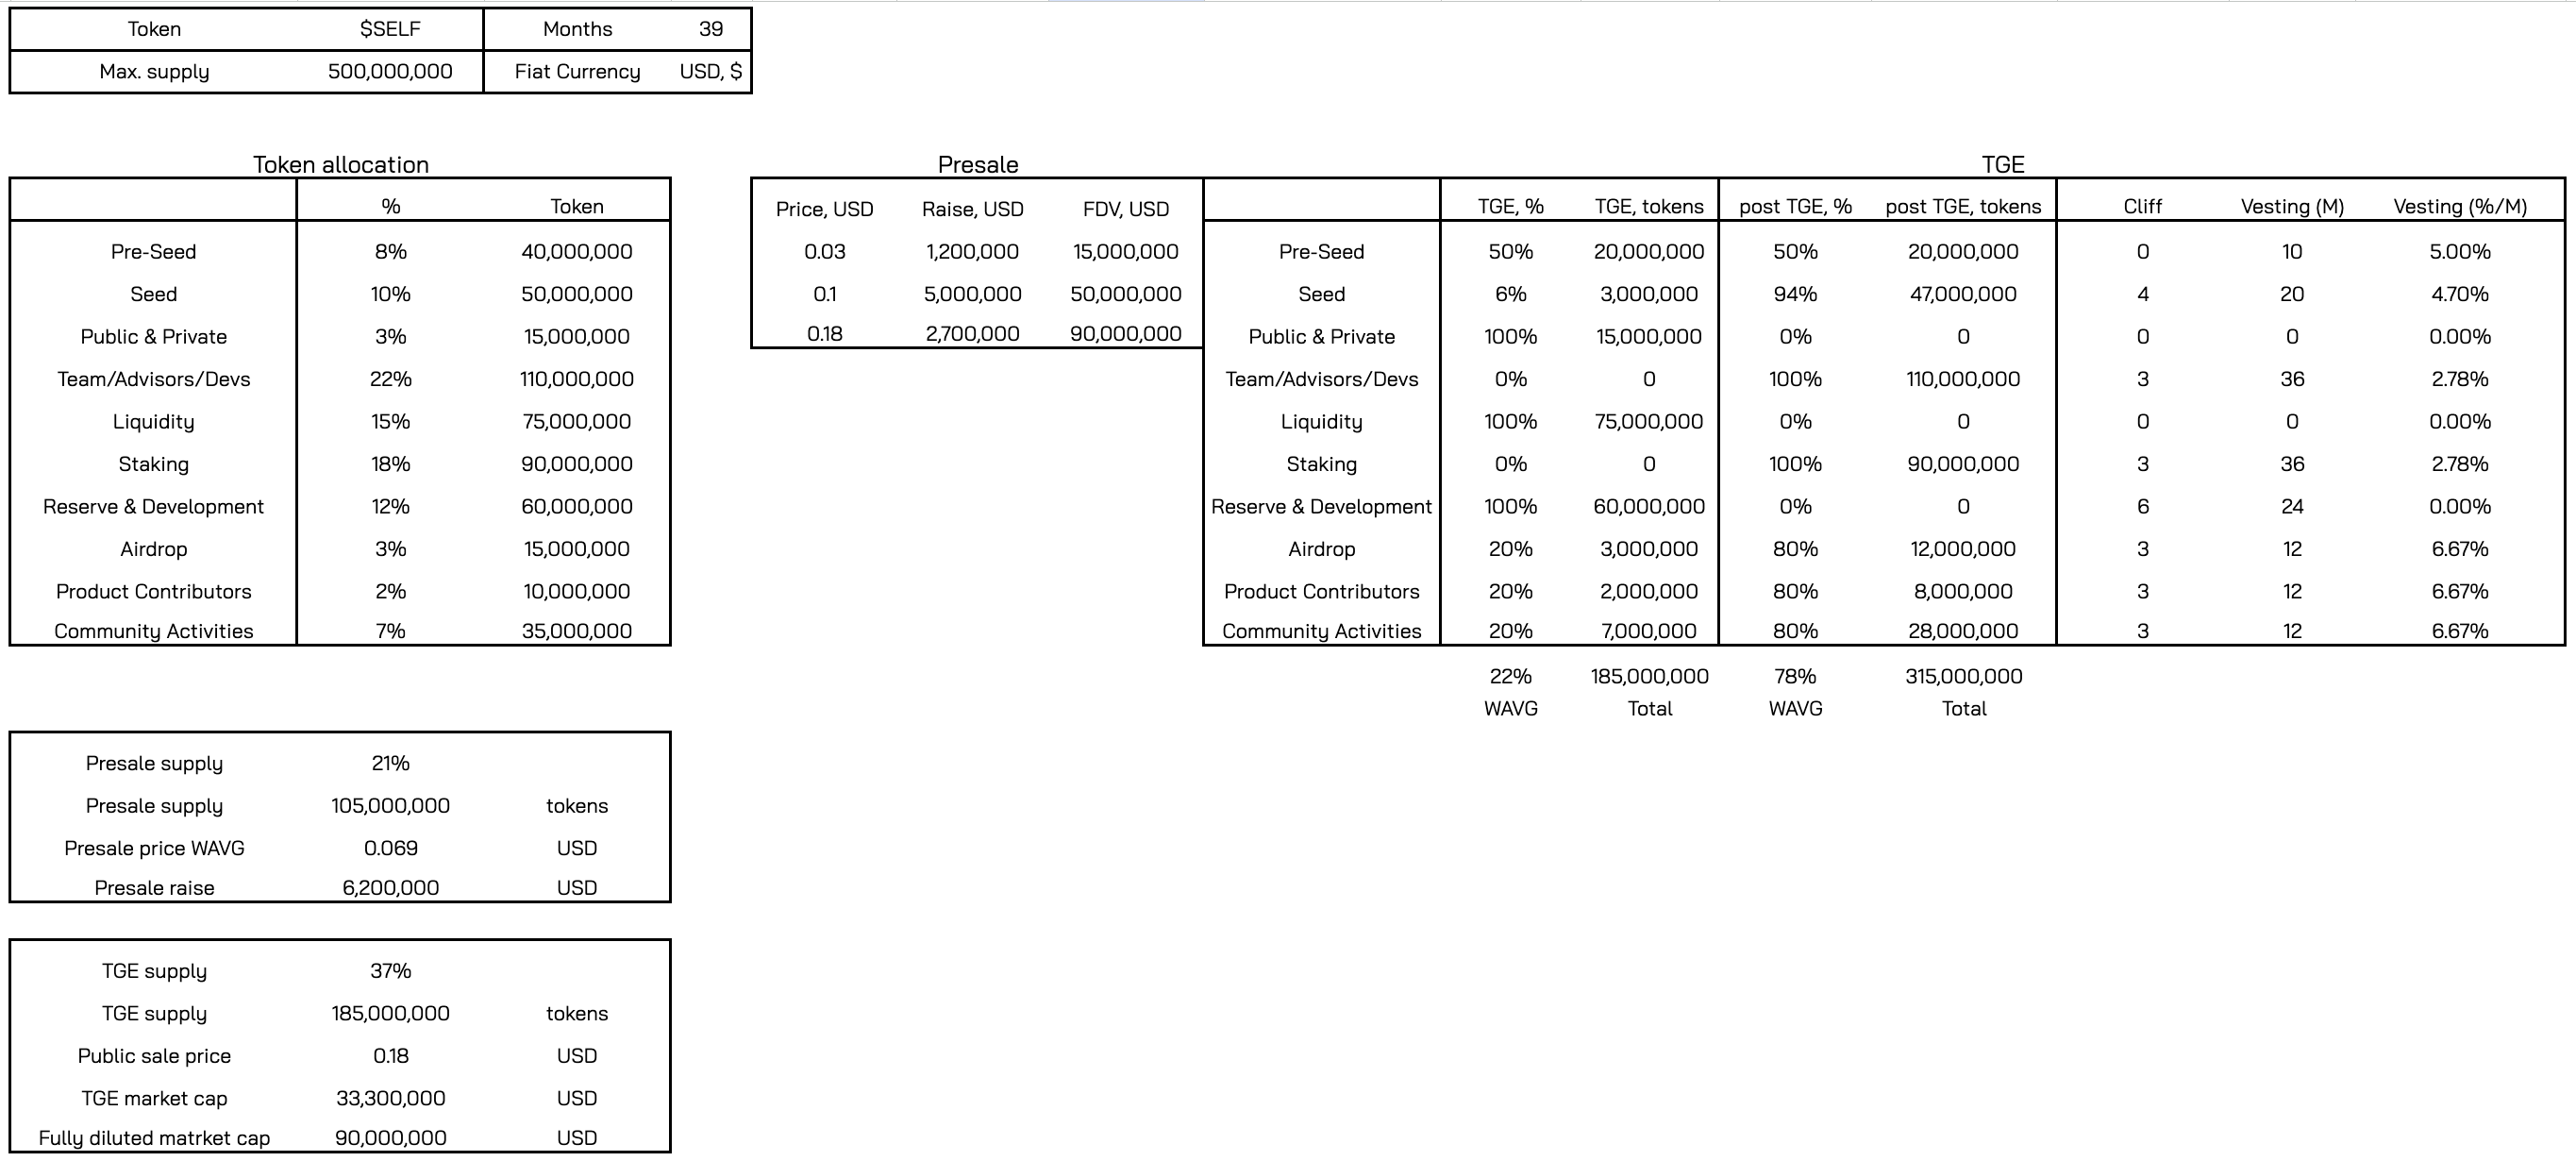 Token $SELF Months 39
Max. supply 500,000,000 Fiat Currency USD, $
Token allocation Presale TGE
% Token Price, USD Raise, USD FDV, USD TGE, % TGE, tokens post TGE, % post TGE, tokens Cliff Vesting (M) Vesting (%/M)
Pre-Seed 8% 40,000,000 0.03 1,200,000 15,000,000 Pre-Seed 50% 20,000,000 50% 20,000,000 0 10 5.00%
Seed 10% 50,000,000 0.1 5,000,000 50,000,000 Seed 6% 3,000,000 94% 47,000,000 4 20 4.70%
Public & Private 3% 15,000,000 0.18 2,700,000 90,000,000 Public & Private 100% 15,000,000 0% 0 0 0 0.00%
Team/Advisors/Devs 22% 110,000,000 Team/Advisors/Devs 0% 0 100% 110,000,000 3 36 2.78%
Liquidity 15% 75,000,000 Liquidity 100% 75,000,000 0% 0 0 0 0.00%
Staking 18% 90,000,000 Staking 0% 0 100% 90,000,000 3 36 2.78%
Reserve & Development 12% 60,000,000 Reserve & Development 100% 60,000,000 0% 0 6 24 0.00%
Airdrop 3% 15,000,000 Airdrop 20% 3,000,000 80% 12,000,000 3 12 6.67%
Product Contributors 2% 10,000,000 Product Contributors 20% 2,000,000 80% 8,000,000 3 12 6.67%
Community Activities 7% 35,000,000 Community Activities 20% 7,000,000 80% 28,000,000 3 12 6.67%
22% 185,000,000 78% 315,000,000
WAVG Total WAVG Total
Presale supply 21%
Presale supply 105,000,000 tokens
Presale price WAVG 0.069 USD
Presale raise 6,200,000 USD
TGE supply 37%
TGE supply 185,000,000 tokens
Public sale price 0.18 USD
TGE market cap 33,300,000 USD
Fully diluted matrket cap 90,000,000 USD